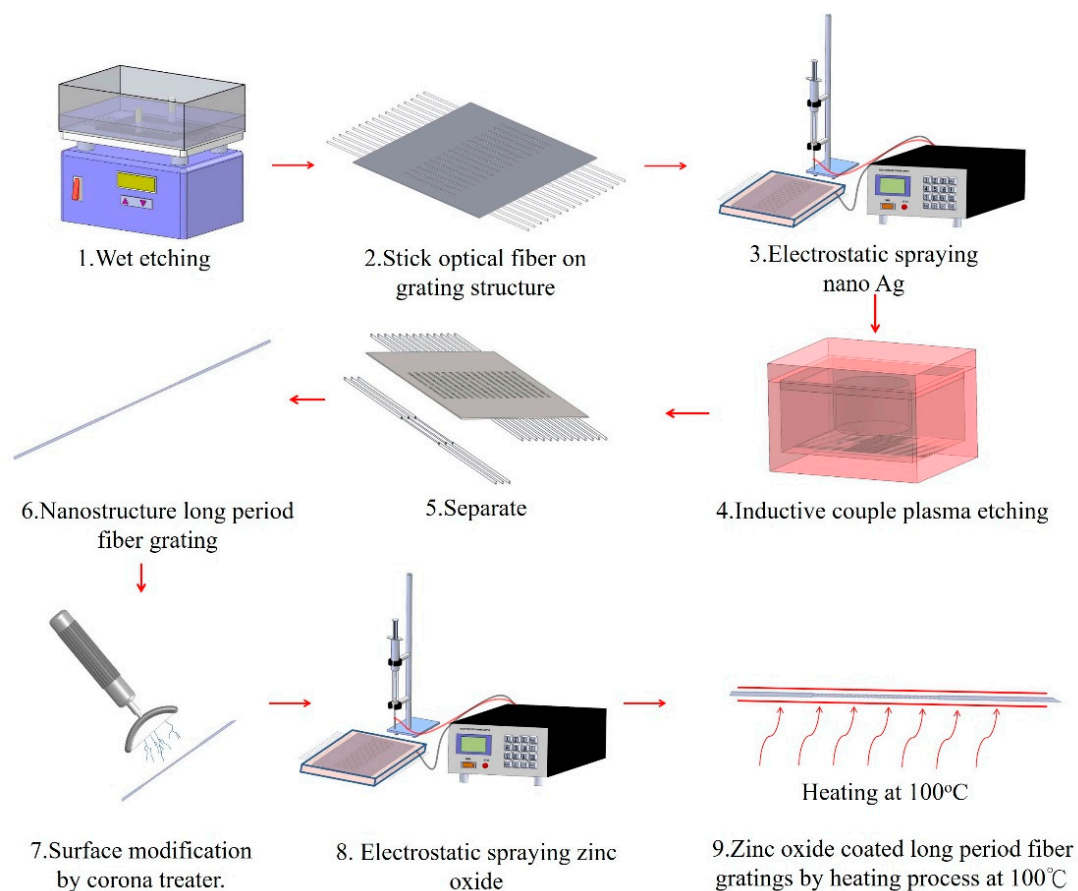 1.Wet etching
2.Stick optical fiber on
grating structure
3.Electrostatic spraying
nano Ag
6.Nanostructure long period
fiber grating
5.Separate
4.Inductive couple plasma etching
Heating at 100°C
7.Surface modification
by corona treater.
8. Electrostatic spraying zinc
oxide
9.Zinc oxide coated long period fiber
gratings by heating process at 100℃